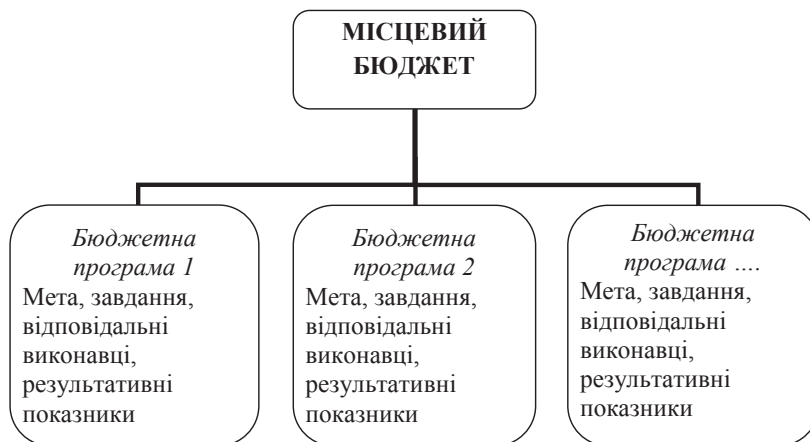 МІСЦЕВИЙ
БЮДЖЕТ
Бюджетна
програма 1
Мета, завдання,
відповідальні
виконавці,
результативні
показники
Бюджетна
програма 2
Мета, завдання,
відповідальні
виконавці,
результативні
показники
Бюджетна
програма ….
Мета, завдання,
відповідальні
виконавці,
результативні
показники